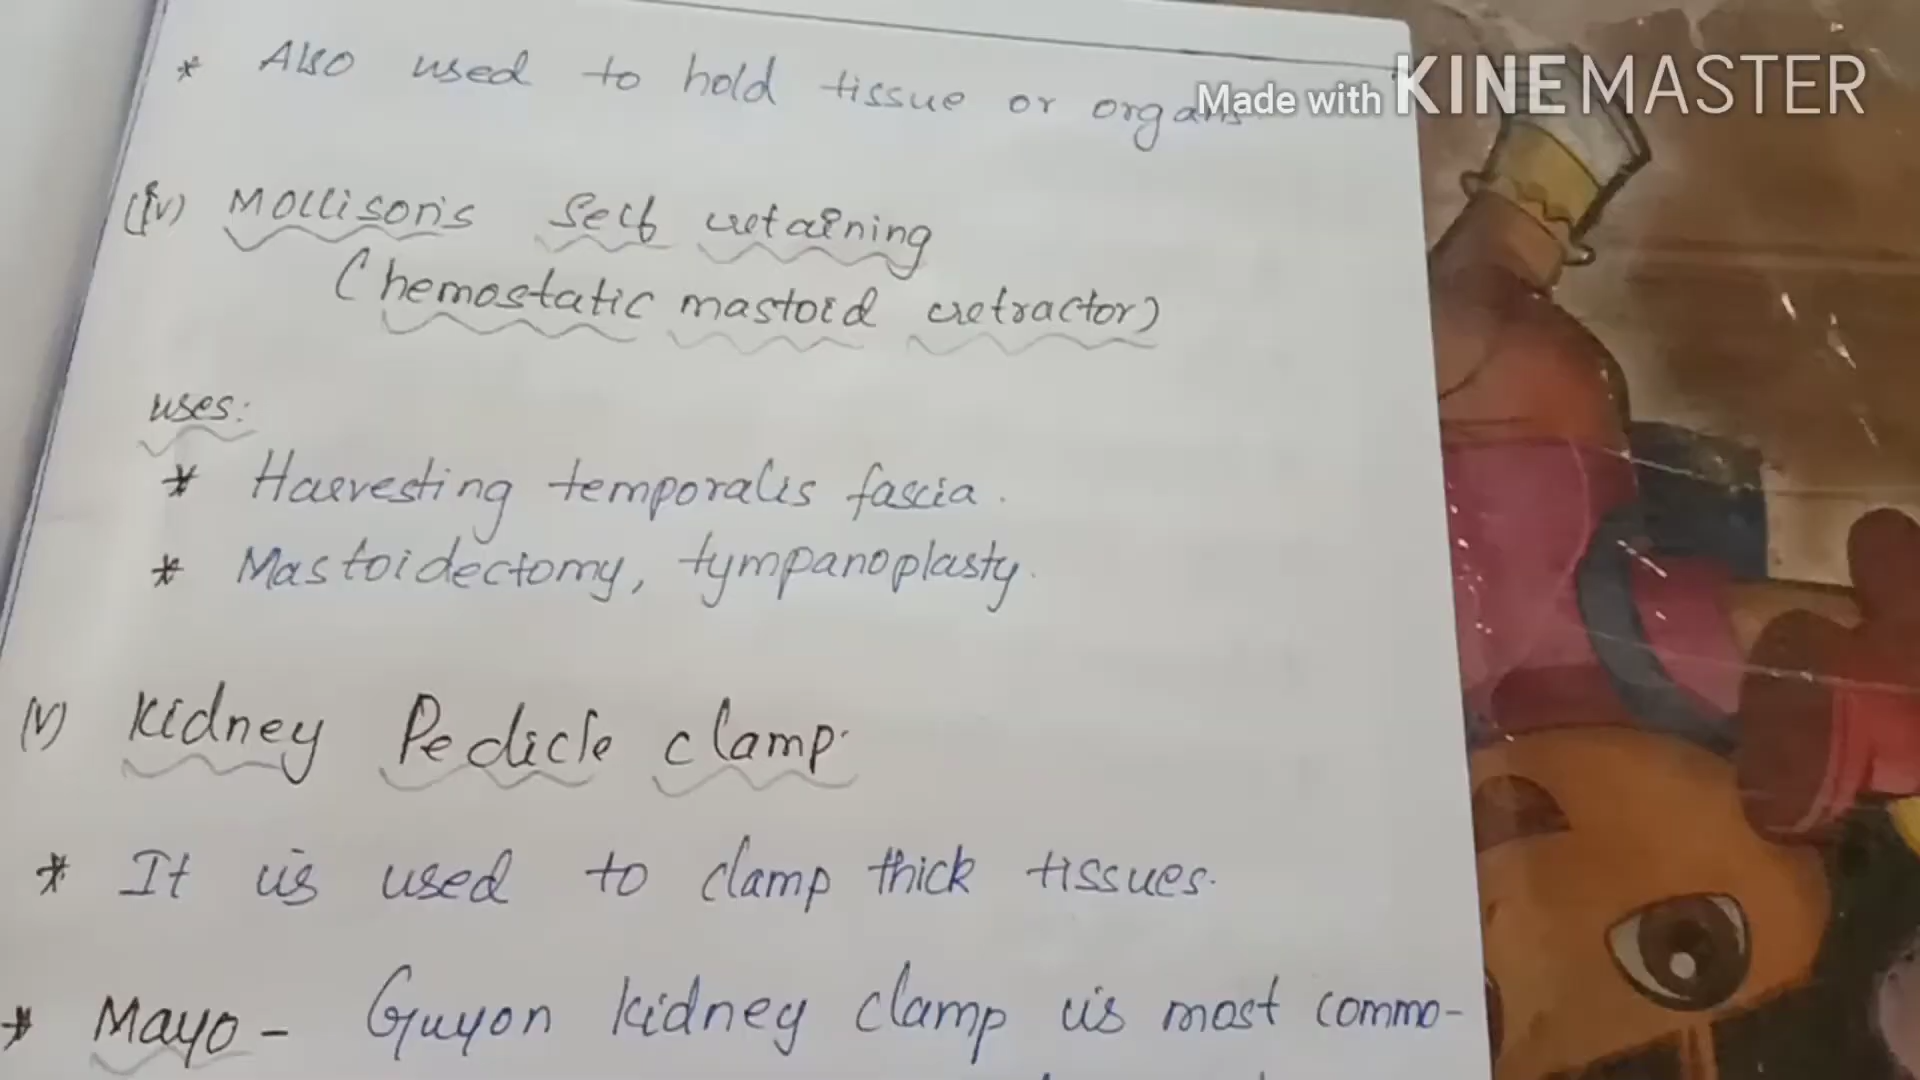 * Also used to hold tissue or organs.
Made with KINEMASTER
(iv) Mollison's Self retaining
(hemostatic mastoid retractor)
uses:
* Harvesting temporalis fascia.
* Mastoidectomy, tympanoplasty.
(v) Kidney Pedicle clamp.
* It is used to clamp thick tissues.
* Mayo - Guyon kidney clamp is most commo-